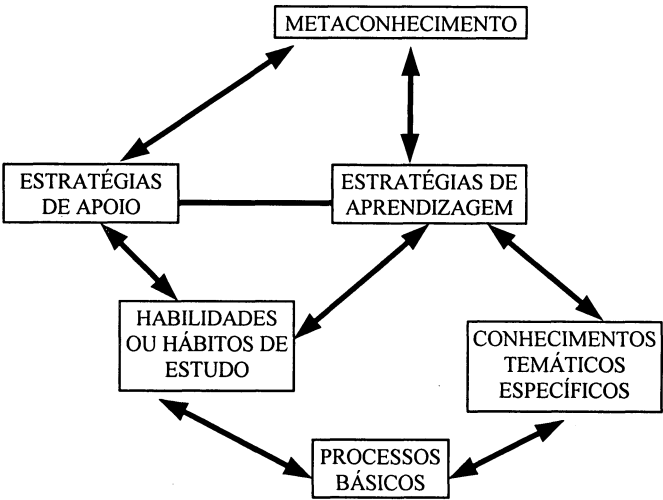 METACONHECIMENTO
ESTRATÉGIAS
DE APOIO
ESTRATÉGIAS DE
APRENDIZAGEM
HABILIDADES
OU HÁBITOS DE
ESTUDO
CONHECIMENTOS
TEMÁTICOS
ESPECÍFICOS
PROCESSOS
BÁSICOS